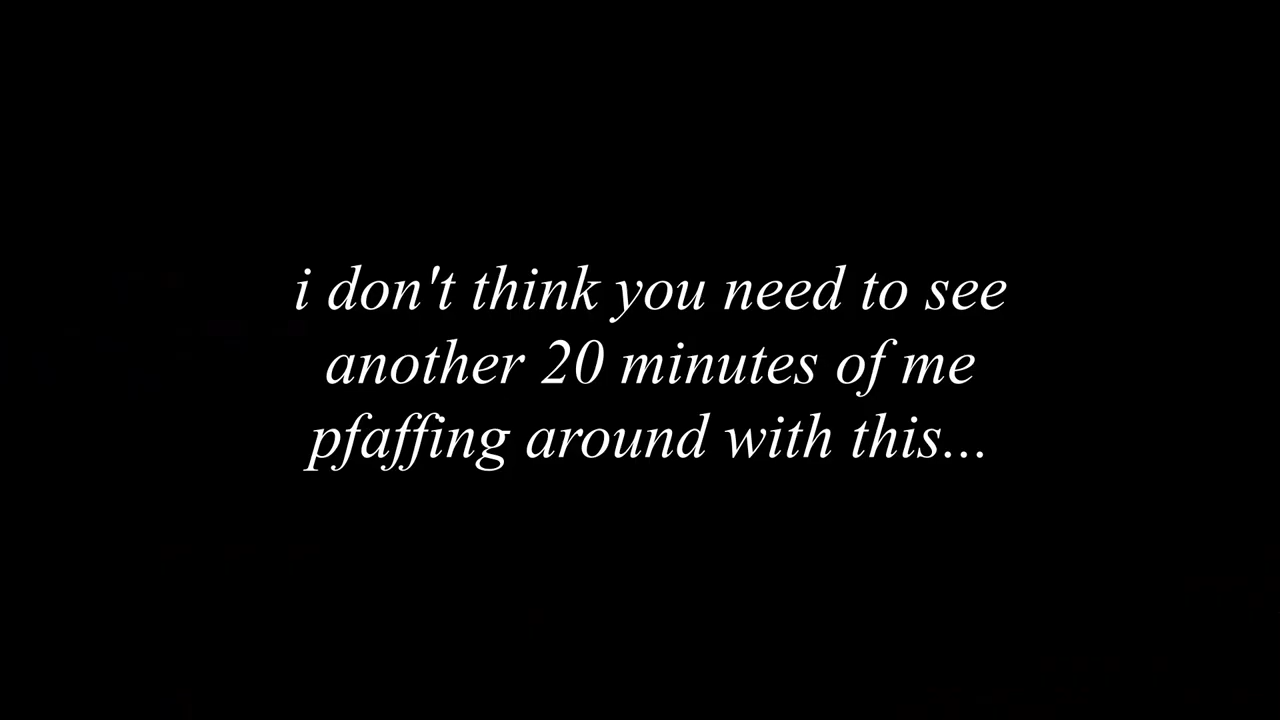 i don't think you need to see
another 20 minutes of me
pfaffing around with this...